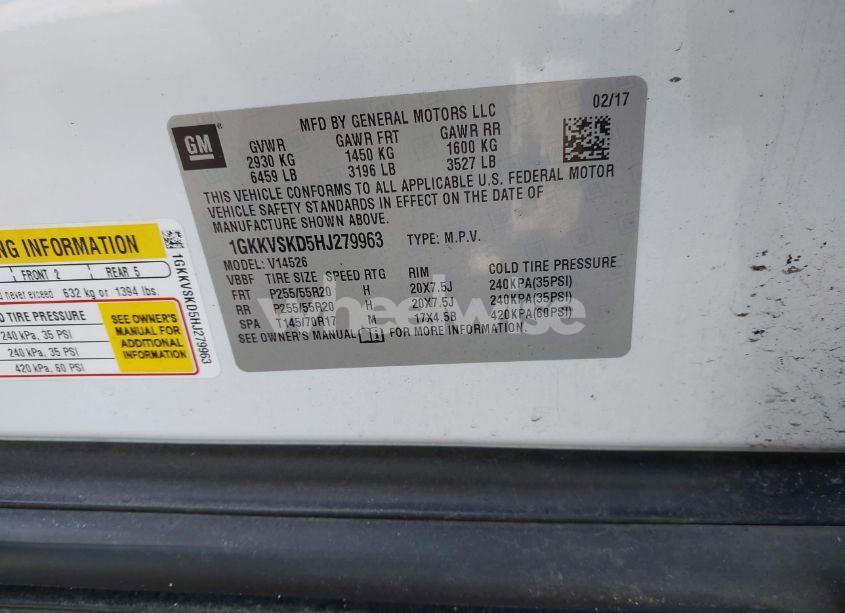 02/17
GM
MFD BY GENERAL MOTORS LLC
GVWR GAWR FRT GAWR RR
2930 KG 1450 KG 1600 KG
6459 LB 3196 LB 3527 LB
THIS VEHICLE CONFORMS TO ALL APPLICABLE U.S. FEDERAL MOTOR
VEHICLE SAFETY STANDARDS IN EFFECT ON THE DATE OF
MANUFACTURE SHOWN ABOVE.
1GKKVSKD5HJ279963 TYPE: M.P.V.
MODEL: V14526
VBBF TIRE SIZE SPEED RTG RIM COLD TIRE PRESSURE
FRT P255/55R20 H 20X7.5J 240KPA(35PSI)
RR P255/55R20 H 20X7.5J 240KPA(35PSI)
SPA T145/70R17 M 17X4.5B 420KPA(60PSI)
SEE OWNER'S MANUAL FOR MORE INFORMATION.
wheelwise
NG INFORMATION
FRONT 2 REAR 5
d never exceed 632 kg or 1394 lbs.
D TIRE PRESSURE
240 kPa, 35 PSI
240 kPa, 35 PSI
420 kPa, 60 PSI
SEE OWNER'S
MANUAL FOR
ADDITIONAL
INFORMATION
1GKKVSKD5HJ279963